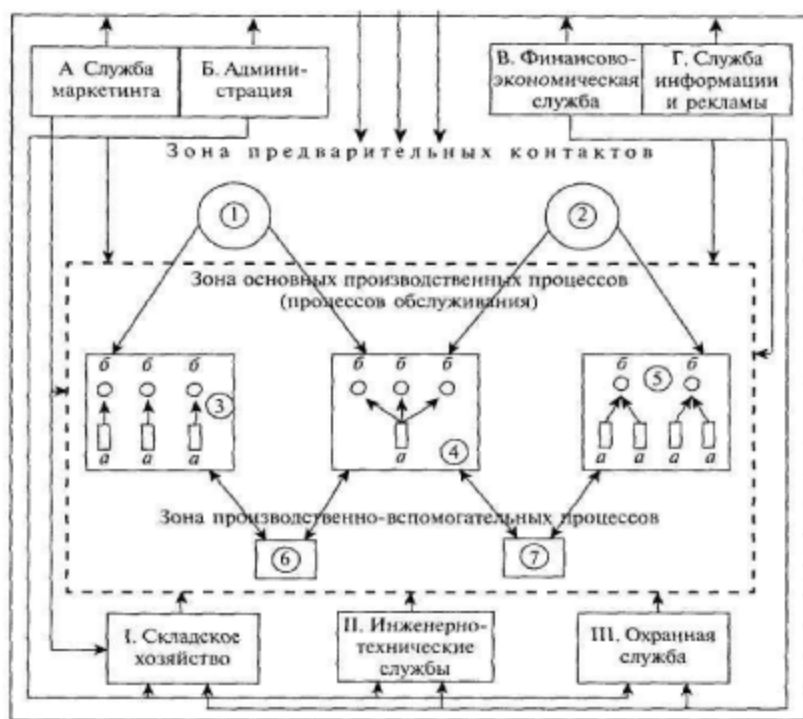 А Служба
маркетинга
Б. Админи-
страция
В. Финансово-
экономическая
служба
Г. Служба
информации
и рекламы
Зона предварительных контактов
1
2
Зона основных производственных процессов
(процессов обслуживания)
б б б
3
а а а
б б б
4
а
б б
5
а а а а
Зона производственно-вспомогательных процессов
6
7
I. Складское
хозяйство
II. Инженерно-
технические
службы
III. Охранная
служба